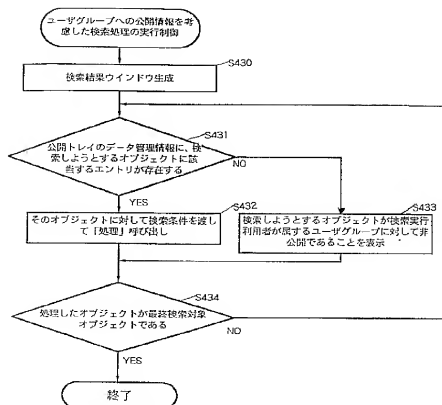 ユーザグループへの公開情報を考
慮した検索処理の実行制御
S430
検索結果ウインドウ生成
S431
公開トレイのデータ管理情報に、検
索しようとするオブジェクトに該
当するエントリが存在する
NO
YES
S432
そのオブジェクトに対して検索条件を渡し
て「処理」呼び出し
S433
検索しようとするオブジェクトが検索実行
利用者が属するユーザグループに対して非
公開であることを表示
S434
処理したオブジェクトが最終検索対象
オブジェクトである
NO
YES
終了